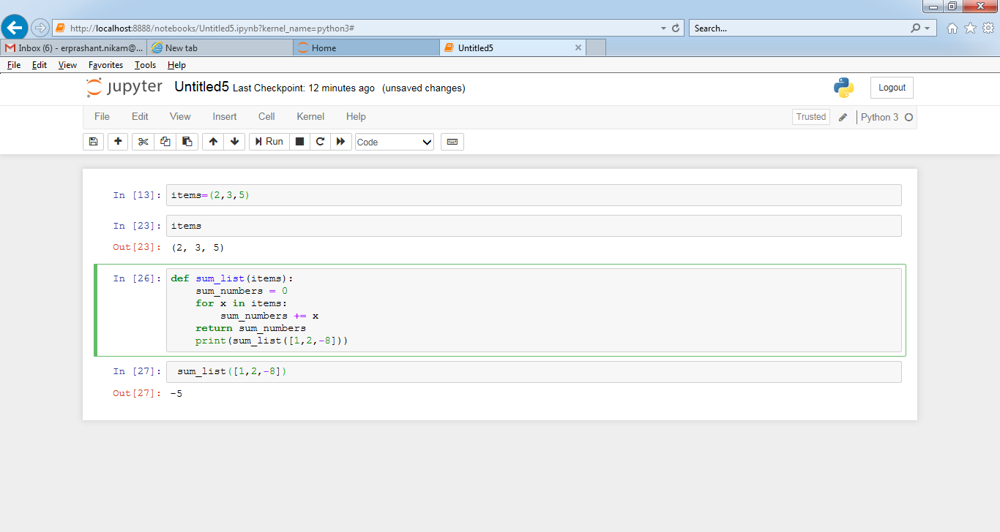 http://localhost:8888/notebooks/Untitled5.ipynb?kernel_name=python3#
Search...
Inbox (6) - erprashant.nikam@... New tab Home Untitled5
File Edit View Favorites Tools Help
jupyter Untitled5 Last Checkpoint: 12 minutes ago (unsaved changes) Logout
File Edit View Insert Cell Kernel Help Trusted Python 3
Run Code
In [13]: items=(2,3,5)
In [23]: items
Out[23]: (2, 3, 5)
In [26]: def sum_list(items):
    sum_numbers = 0
    for x in items:
        sum_numbers += x
    return sum_numbers
    print(sum_list([1,2,-8]))
In [27]: sum_list([1,2,-8])
Out[27]: -5